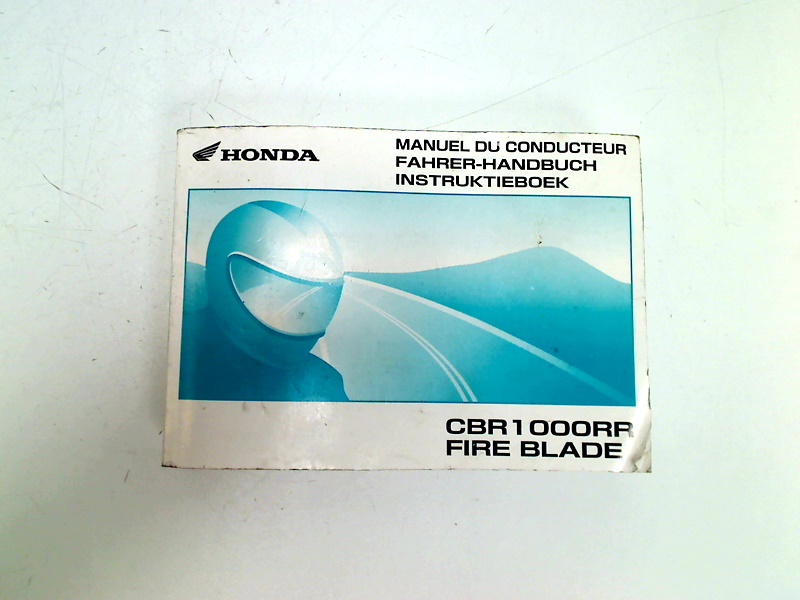 HONDA
MANUEL DU CONDUCTEUR
FAHRER-HANDBUCH
INSTRUKTIEBOEK
CBR1000RR
FIRE BLADE